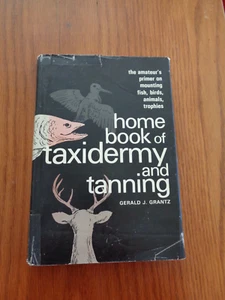 the amateur's
primer on
mounting
fish, birds,
animals,
trophies
home
book of
taxidermy
and
tanning
GERALD J. GRANTZ